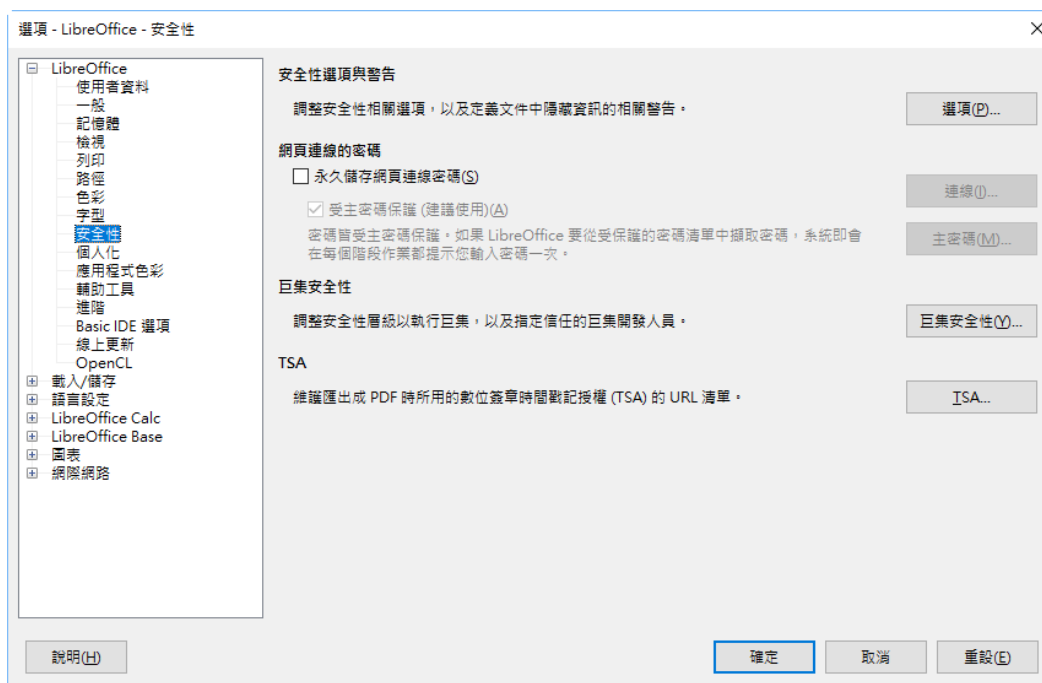 選項 - LibreOffice - 安全性
LibreOffice
使用者資料
一般
記憶體
檢視
列印
路徑
色彩
字型
安全性
個人化
應用程式色彩
輔助工具
進階
Basic IDE 選項
線上更新
OpenCL
載入/儲存
語言設定
LibreOffice Calc
LibreOffice Base
圖表
網際網路
安全性選項與警告
調整安全性相關選項，以及定義文件中隱藏資訊的相關警告。
選項(P)...
網頁連線的密碼
永久儲存網頁連線密碼(S)
連線(I)...
受主密碼保護 (建議使用)(A)
密碼皆受主密碼保護。如果 LibreOffice 要從受保護的密碼清單中擷取密碼，系統即會
在每個階段作業都提示您輸入密碼一次。
主密碼(M)...
巨集安全性
調整安全性層級以執行巨集，以及指定信任的巨集開發人員。
巨集安全性(Y)...
TSA
維護匯出成 PDF 時所用的數位簽章時間戳記授權 (TSA) 的 URL 清單。
TSA...
說明(H)
確定
取消
重設(E)